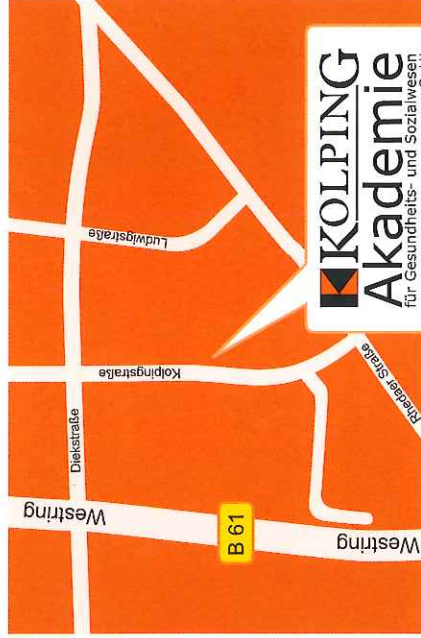 Westring
Diekstraße
Kolpingstraße
Ludwigstraße
B 61
Westring
Rhedaer Straße
KOLPING
Akademie
für Gesundheits- und Sozialwesen